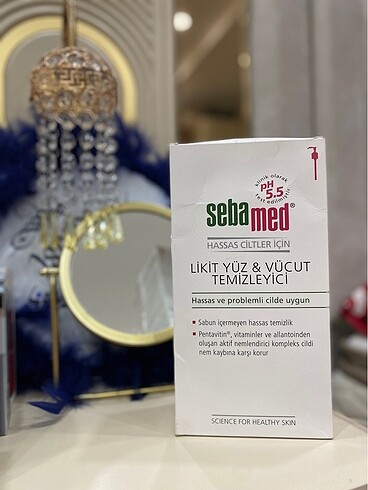 klinik olarak
pH
5.5
test edilmiştir
sebamed®
HASSAS CİLTLER İÇİN
LİKİT YÜZ & VÜCUT
TEMİZLEYİCİ
Hassas ve problemli cilde uygun
▪ Sabun içermeyen hassas temizlik
▪ Pentavitin®, vitaminler ve allantoinden
oluşan aktif nemlendirici kompleks cildi
nem kaybına karşı korur
SCIENCE FOR HEALTHY SKIN